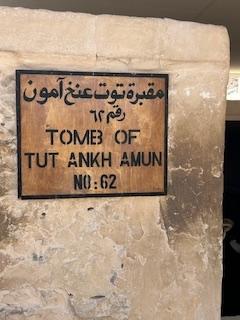 مقبرة توت عنخ آمون
رقم ٦٢
TOMB OF
TUT ANKH AMUN
NO: 62